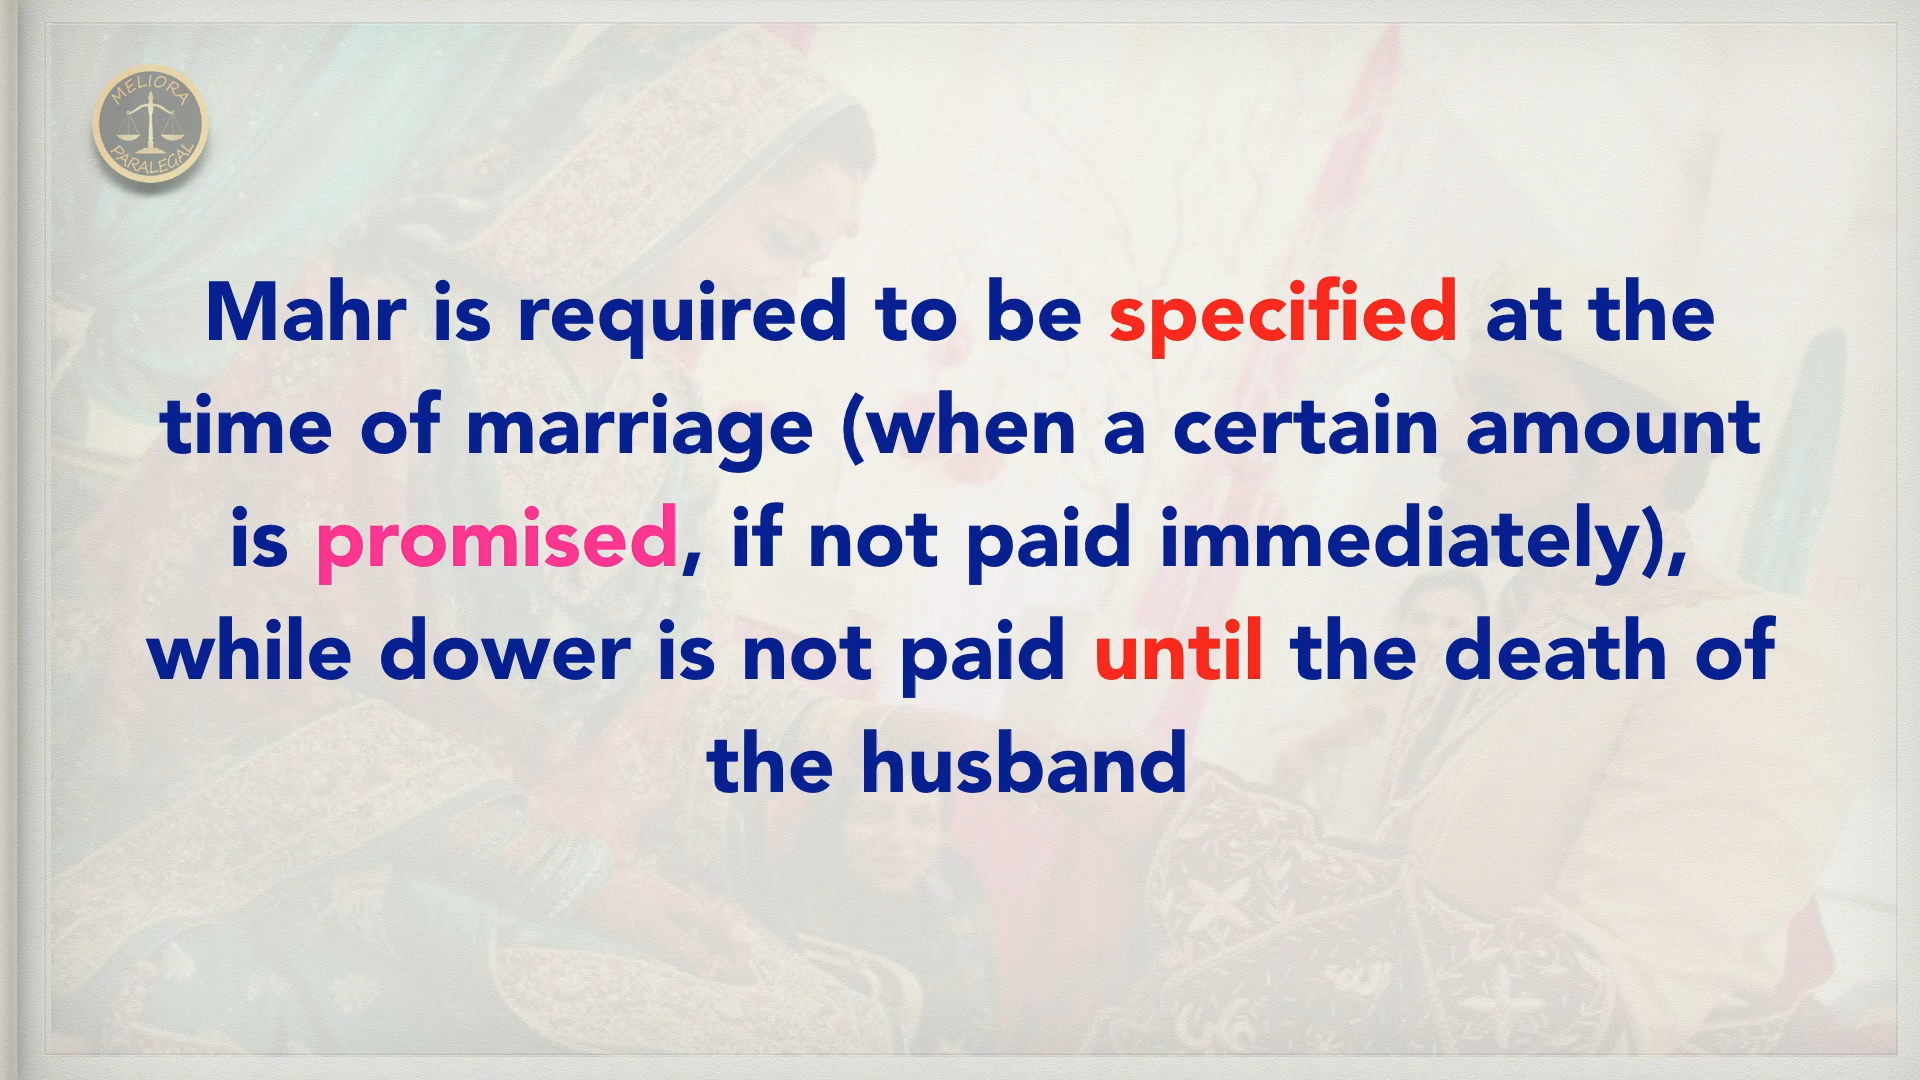 MELIORA
PARALEGAL
Mahr is required to be specified at the
time of marriage (when a certain amount
is promised, if not paid immediately),
while dower is not paid until the death of
the husband